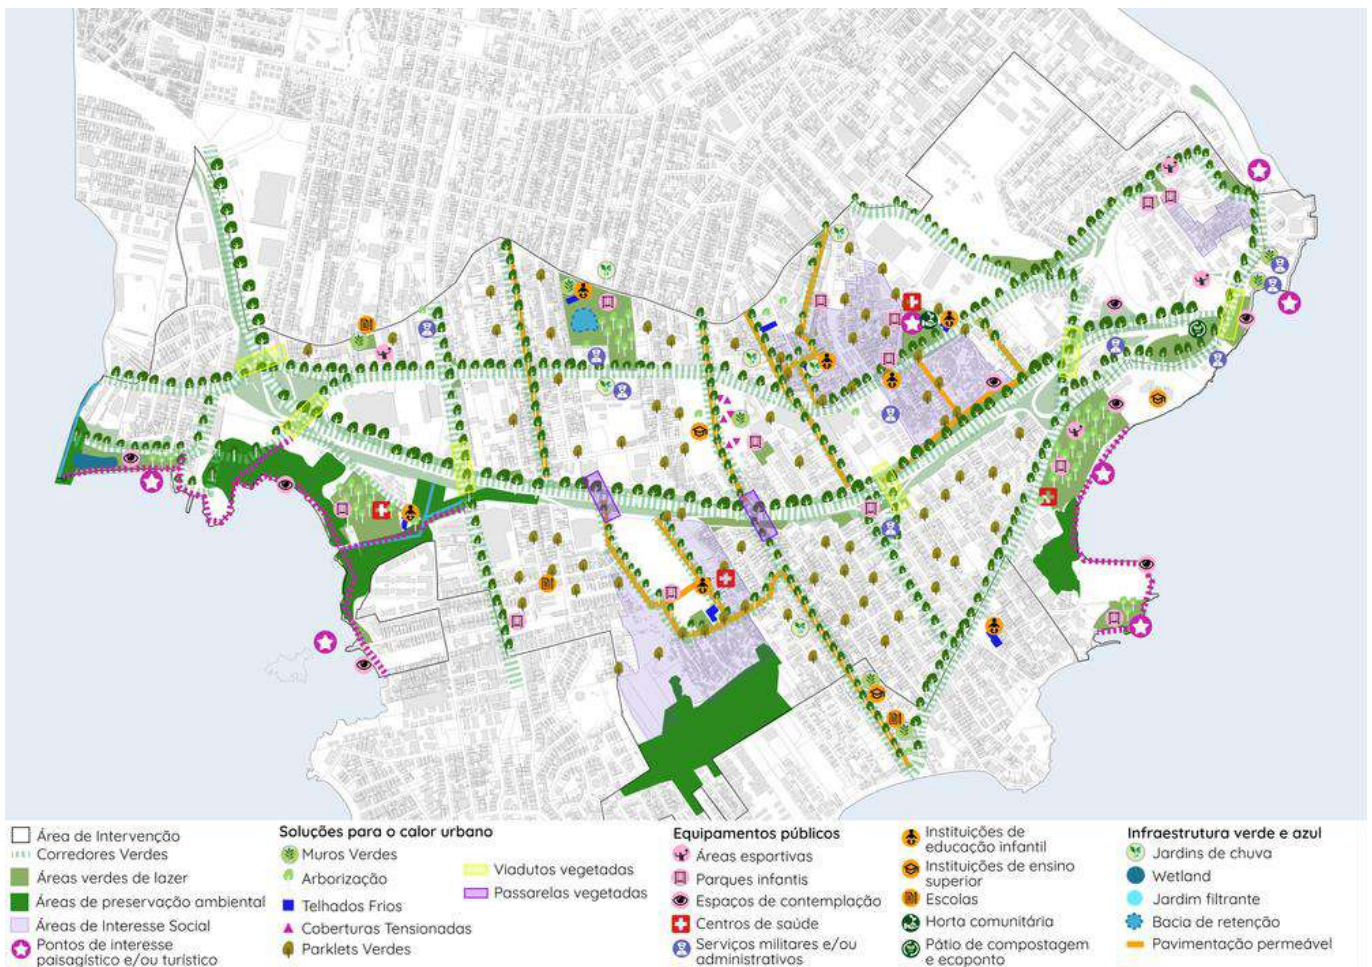 Área de Intervenção
Corredores Verdes
Áreas verdes de lazer
Áreas de preservação ambiental
Áreas de Interesse Social
Pontos de interesse
paisagístico e/ou turístico
Soluções para o calor urbano
Muros Verdes
Arborização
Telhados Frios
Coberturas Tensionadas
Parklets Verdes
Viadutos vegetados
Passarelas vegetadas
Equipamentos públicos
Áreas esportivas
Parques infantis
Espaços de contemplação
Centros de saúde
Serviços militares e/ou
administrativos
Instituições de
educação infantil
Instituições de ensino
superior
Escolas
Horta comunitária
Pátio de compostagem
e ecoponto
Infraestrutura verde e azul
Jardins de chuva
Wetland
Jardim filtrante
Bacia de retenção
Pavimentação permeável